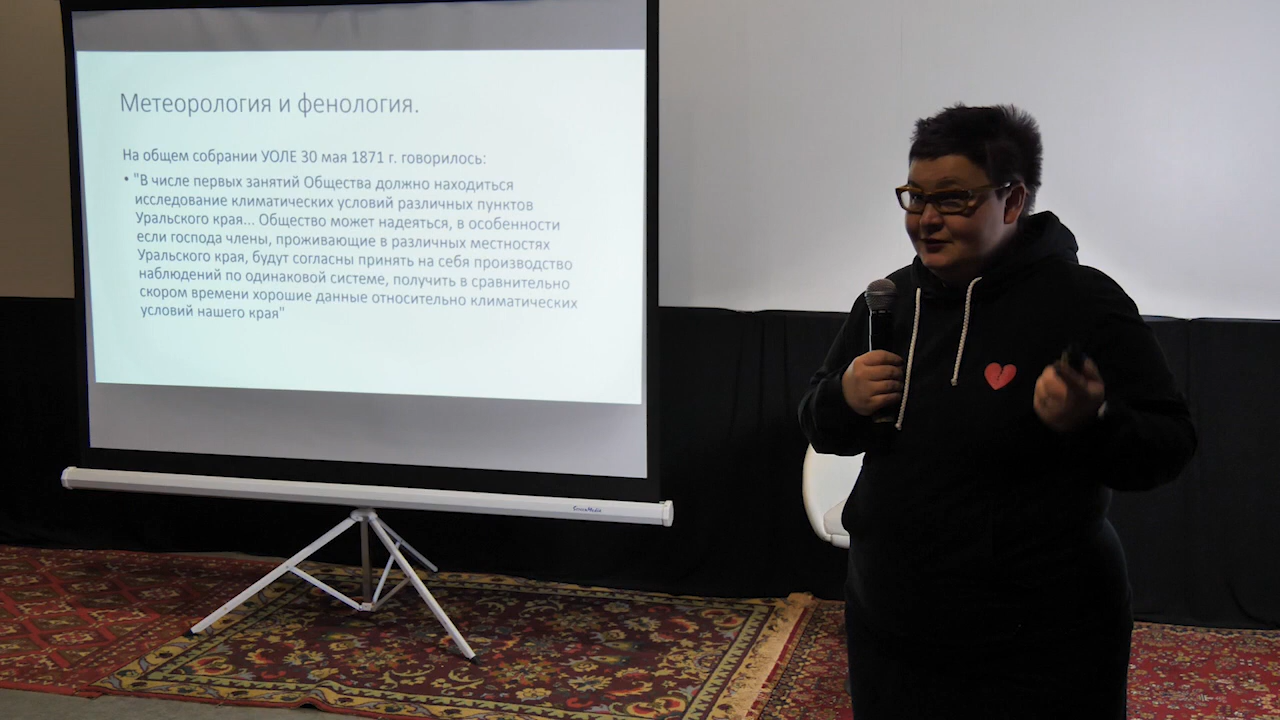 Метеорология и фенология.
На общем собрании УОЛЕ 30 мая 1871 г. говорилось:
• "В числе первых занятий Общества должно находиться
исследование климатических условий различных пунктов
Уральского края... Общество может надеяться, в особенности
если господа члены, проживающие в различных местностях
Уральского края, будут согласны принять на себя производство
наблюдений по одинаковой системе, получить в сравнительно
скором времени хорошие данные относительно климатических
условий нашего края"
ScreenMedia